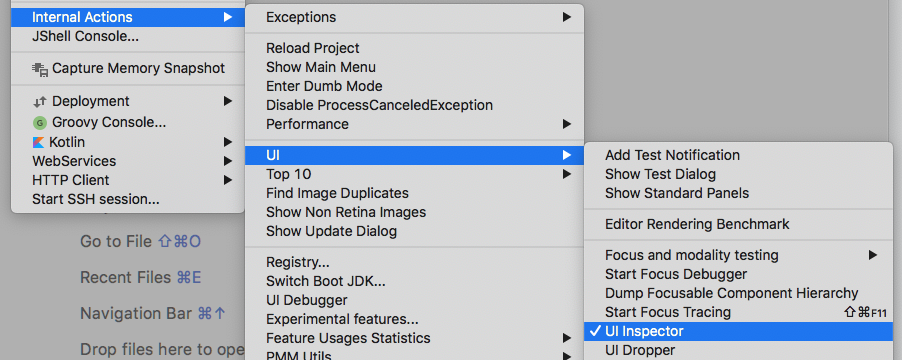 Internal Actions
JShell Console...
Capture Memory Snapshot
Deployment
G Groovy Console...
Kotlin
WebServices
HTTP Client
Start SSH session...
Go to File ⇧⌘O
Recent Files ⌘E
Navigation Bar ⌘↑
Drop files here to ope
Exceptions
Reload Project
Show Main Menu
Enter Dumb Mode
Disable ProcessCanceledException
Performance
UI
Top 10
Find Image Duplicates
Show Non Retina Images
Show Update Dialog
Registry...
Switch Boot JDK...
UI Debugger
Experimental features...
Feature Usages Statistics
PMM Utils
Add Test Notification
Show Test Dialog
Show Standard Panels
Editor Rendering Benchmark
Focus and modality testing
Start Focus Debugger
Dump Focusable Component Hierarchy
Start Focus Tracing ⇧⌘F11
✓ UI Inspector
UI Dropper